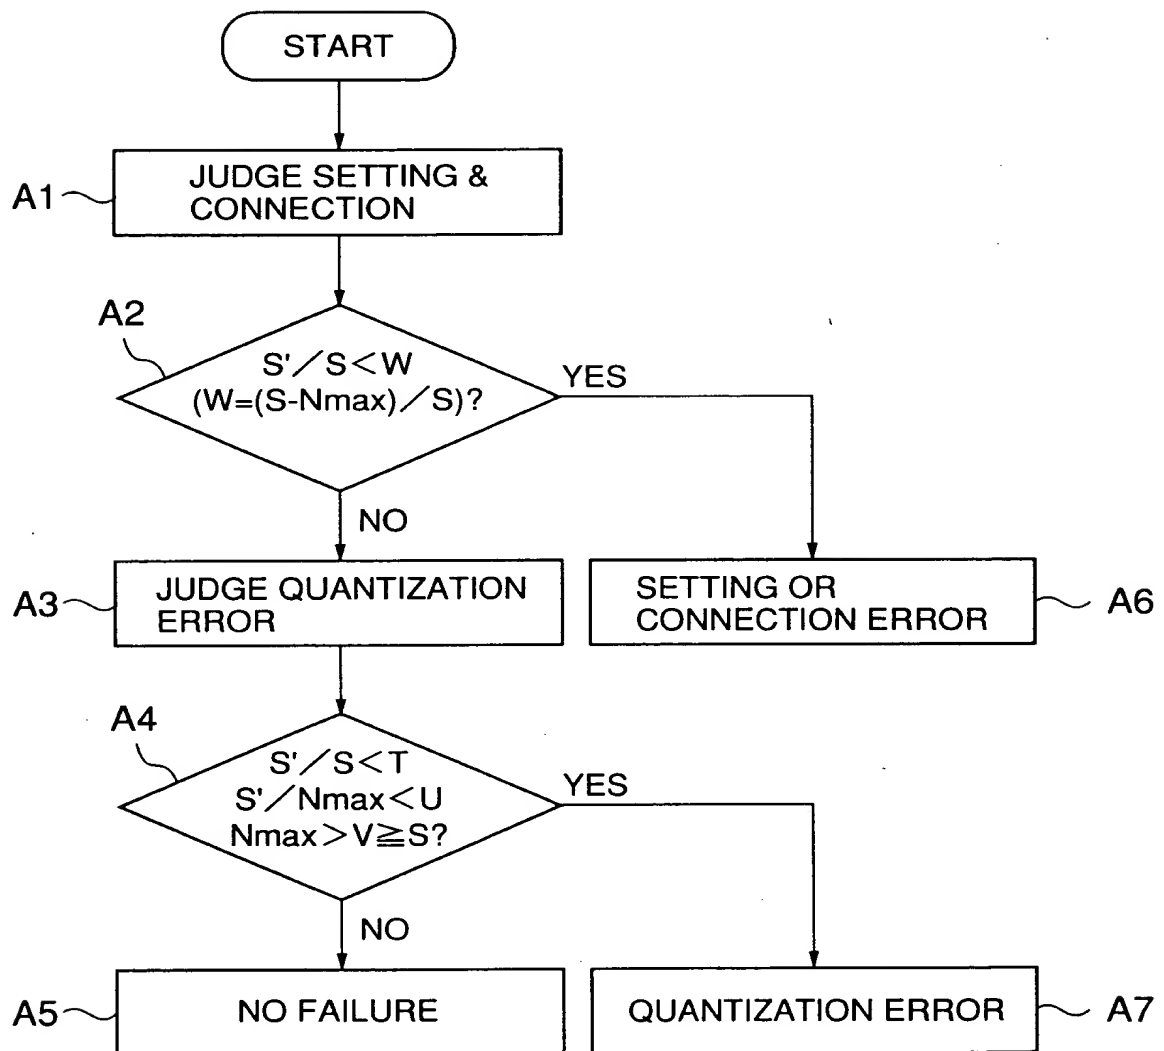 START
A1
JUDGE SETTING &
CONNECTION
A2
S'／S＜W
(W=(S-Nmax)／S)?
YES
NO
A3
JUDGE QUANTIZATION
ERROR
SETTING OR
CONNECTION ERROR
A6
A4
S'／S＜T
S'／Nmax＜U
Nmax＞V≧S?
YES
NO
A5
NO FAILURE
QUANTIZATION ERROR
A7